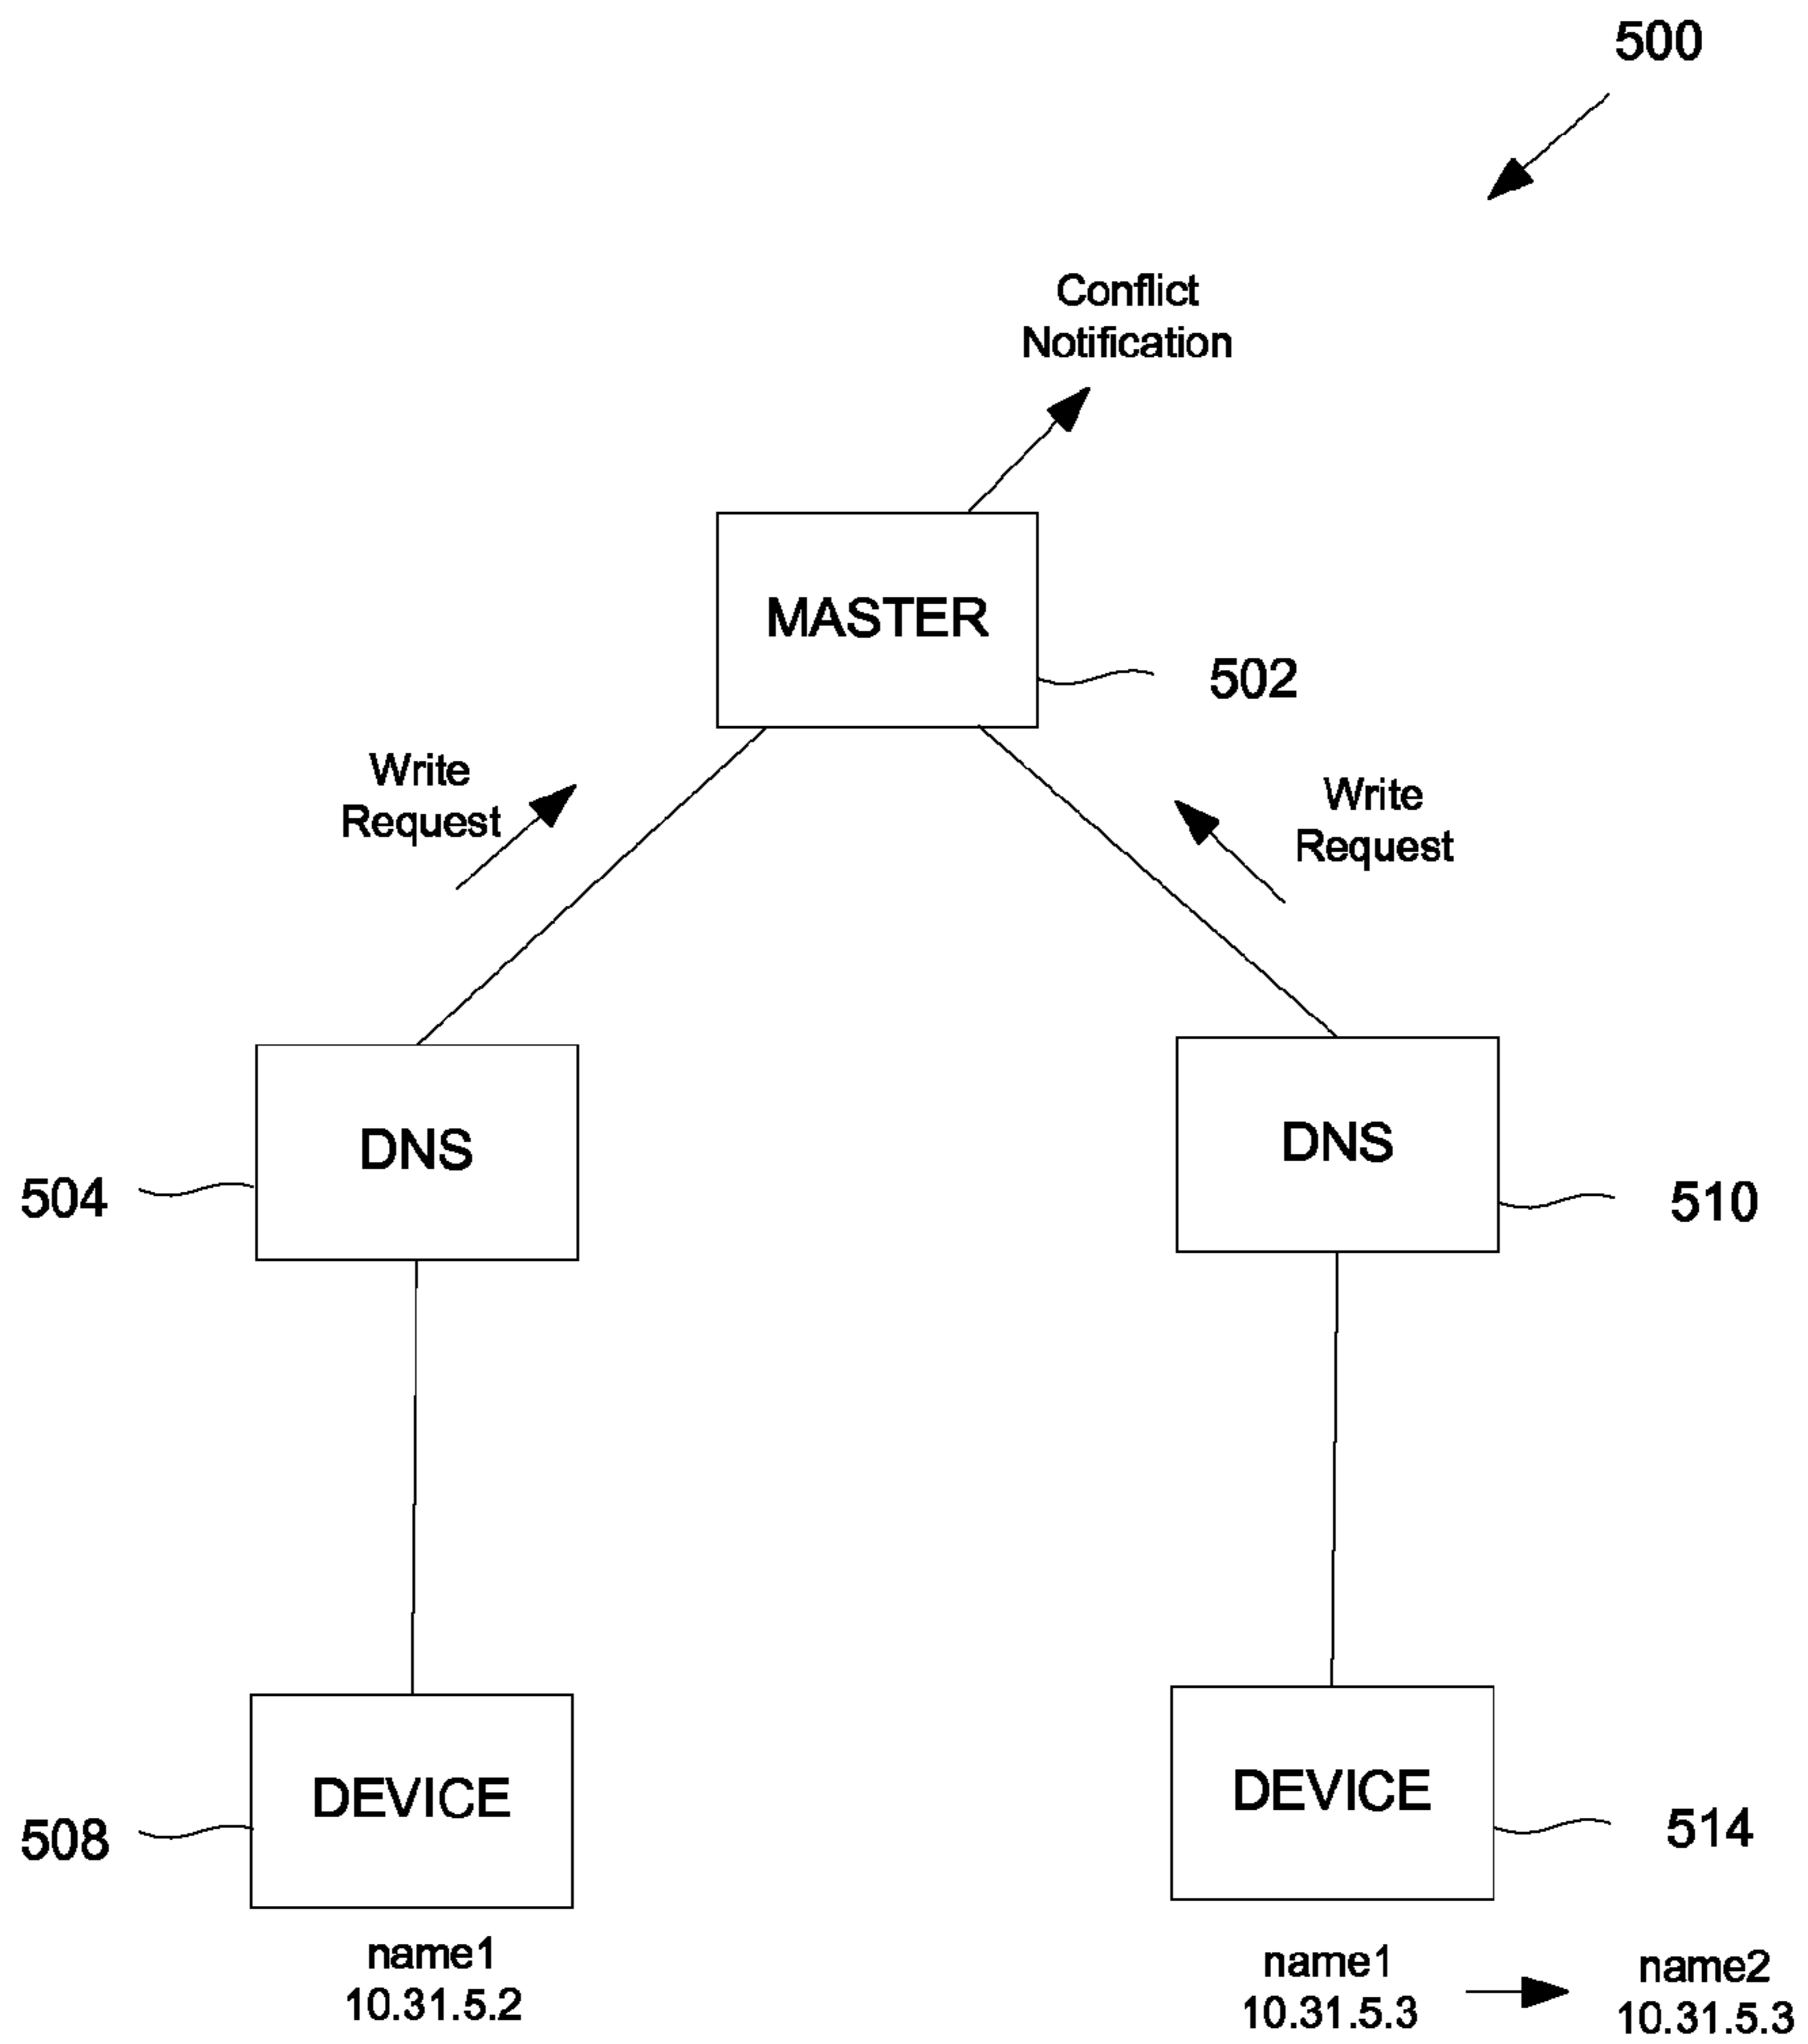 500
Conflict
Notification
MASTER
502
Write
Request
Write
Request
DNS
504
DNS
510
DEVICE
508
DEVICE
514
name1
10.31.5.2
name1
10.31.5.3
name2
10.31.5.3